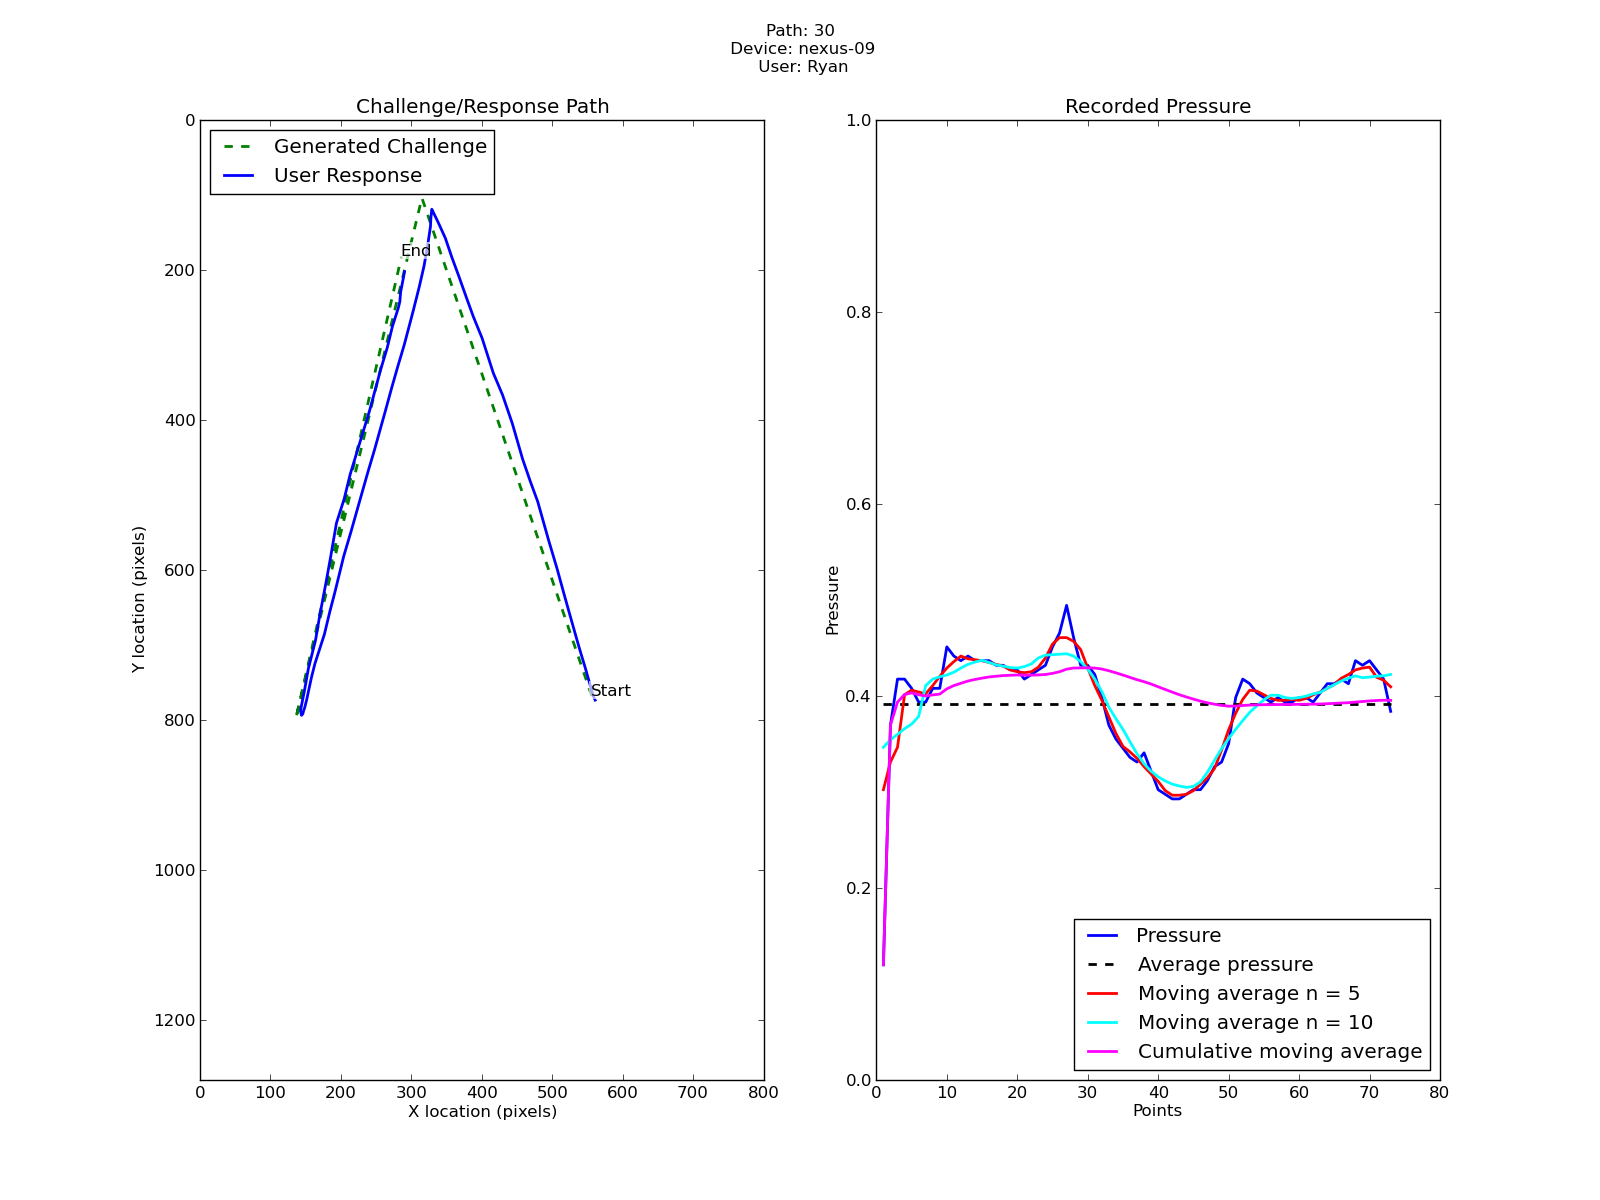 Path: 30
Device: nexus-09
User: Ryan
Challenge/Response Path
Generated Challenge
User Response
End
Start
0
200
400
600
800
1000
1200
Y location (pixels)
0 100 200 300 400 500 600 700 800
X location (pixels)
Recorded Pressure
1.0
0.8
0.6
0.4
0.2
0.0
Pressure
Pressure
Average pressure
Moving average n = 5
Moving average n = 10
Cumulative moving average
0 10 20 30 40 50 60 70 80
Points